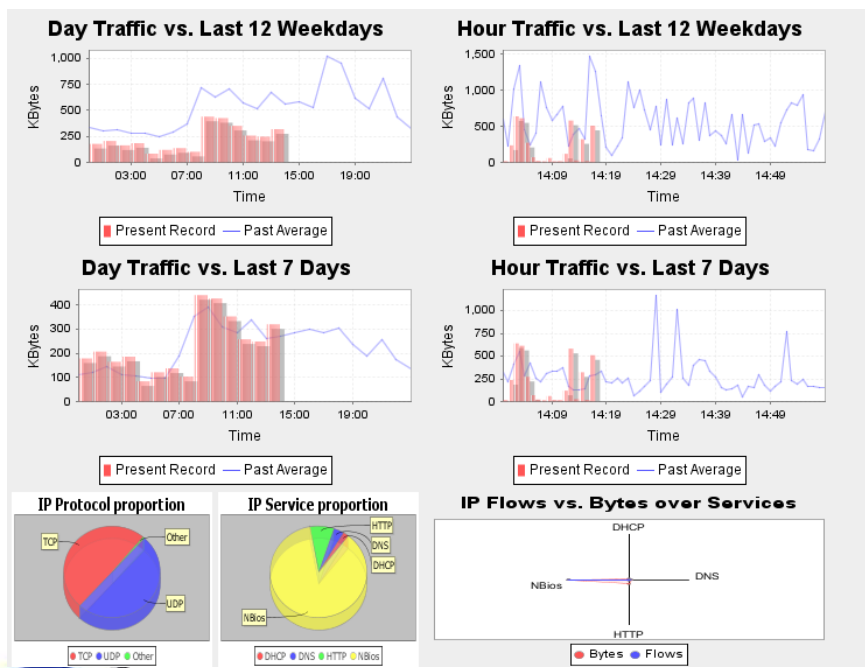 Day Traffic vs. Last 12 Weekdays
KBytes
1,000
750
500
250
0
03:00 07:00 11:00 15:00 19:00
Time
Present Record Past Average
Hour Traffic vs. Last 12 Weekdays
KBytes
1,500
1,000
500
0
14:09 14:19 14:29 14:39 14:49
Time
Present Record Past Average
Day Traffic vs. Last 7 Days
KBytes
400
300
200
100
0
03:00 07:00 11:00 15:00 19:00
Time
Present Record Past Average
Hour Traffic vs. Last 7 Days
KBytes
1,000
750
500
250
0
14:09 14:19 14:29 14:39 14:49
Time
Present Record Past Average
IP Protocol proportion
TCP
Other
UDP
TCP UDP Other
IP Service proportion
HTTP
DNS
DHCP
NBios
DHCP DNS HTTP NBios
IP Flows vs. Bytes over Services
DHCP
DNS
NBios
HTTP
Bytes Flows